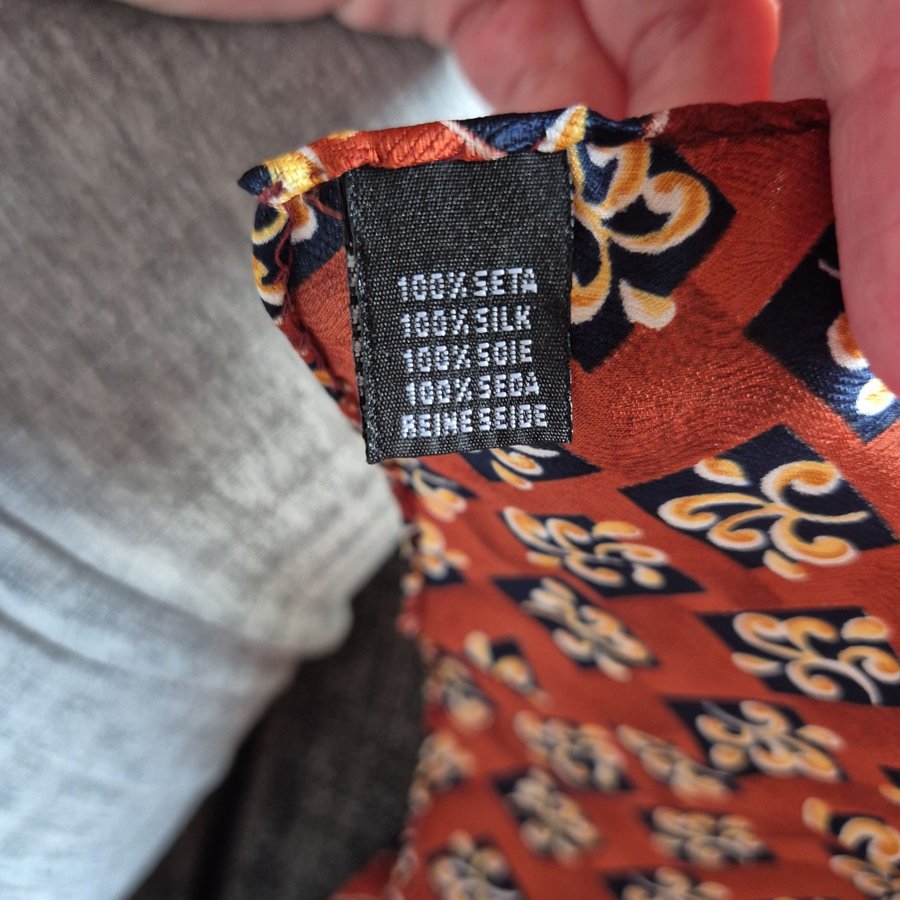 100% SETA
100% SILK
100% SOIE
100% SEDA
REINE SEIDE